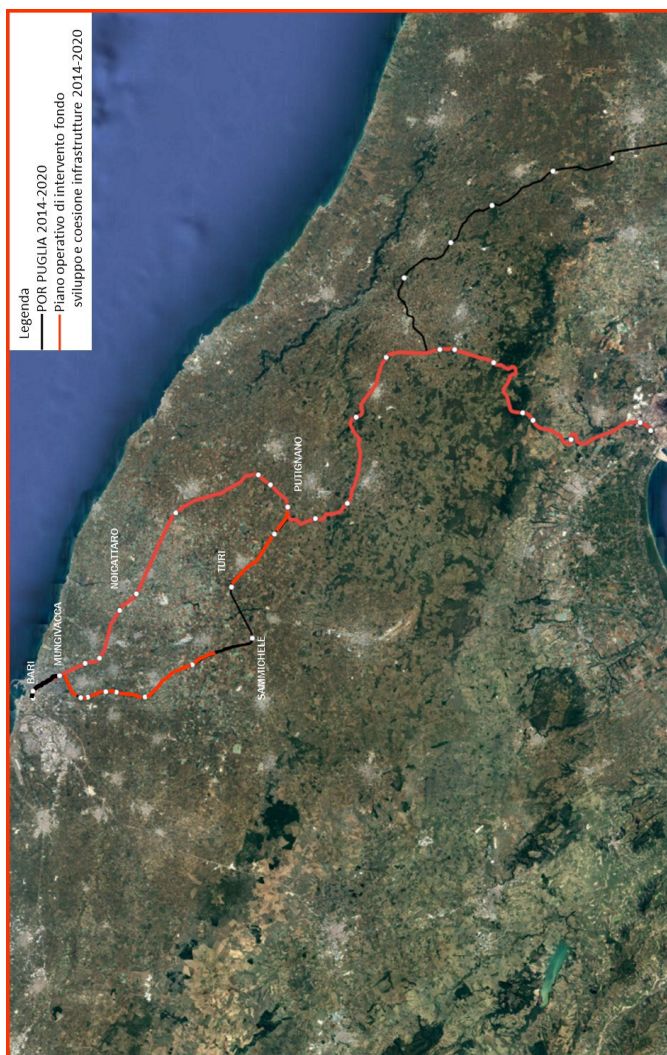 Legenda
POR PUGLIA 2014-2020
Piano operativo di intervento fondo
sviluppo e coesione infrastrutture 2014-2020
BARI
MUNGIVACCA
NOICATTARO
PUTIGNANO
TURI
SAMMICHELE